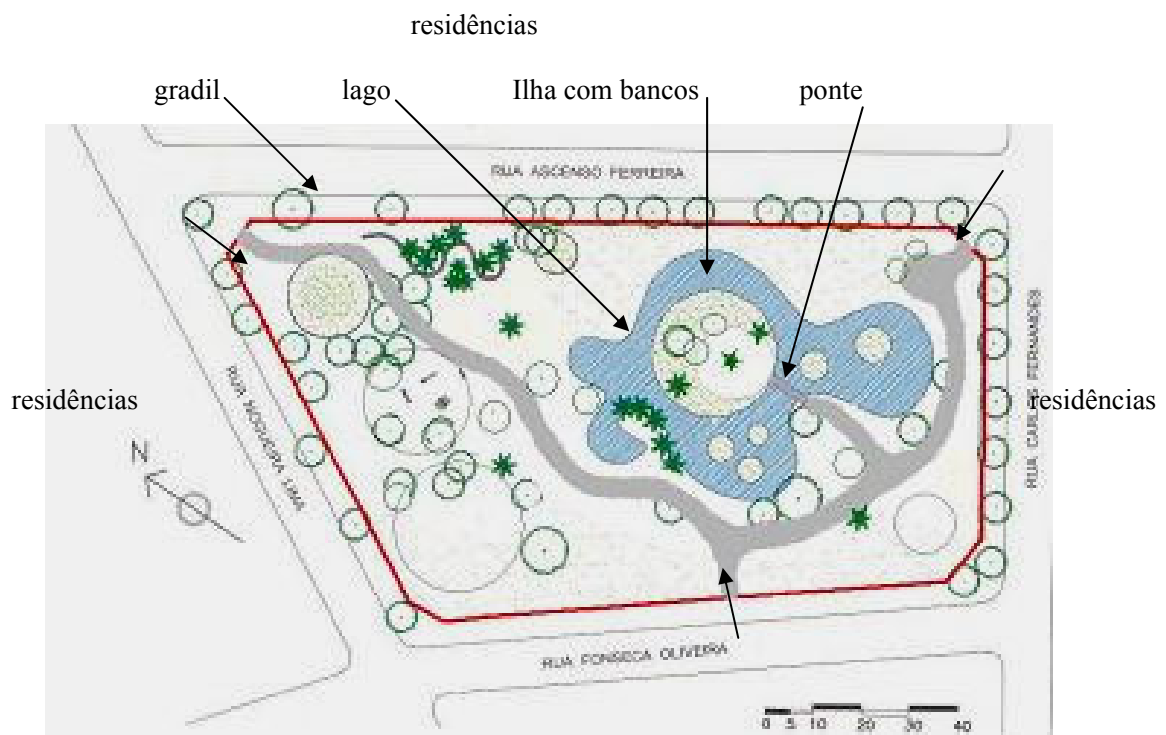 residências
gradil lago Ilha com bancos ponte
RUA ASCENSO FERREIRA
RUA NOGUEIRA LIMA
residências
residências
RUA CARLOS FERNANDES
N
RUA FONSECA OLIVEIRA
0 5 10 20 30 40